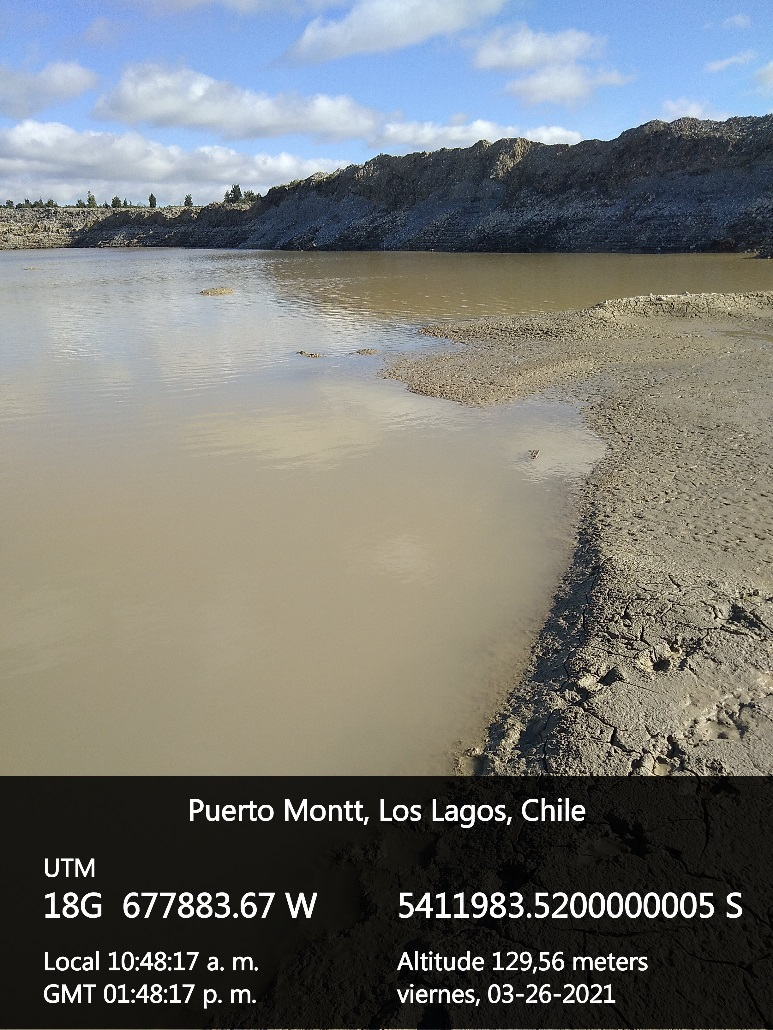 Puerto Montt, Los Lagos, Chile
UTM
18G 677883.67 W 5411983.5200000005 S
Local 10:48:17 a. m. Altitude 129,56 meters
GMT 01:48:17 p. m. viernes, 03-26-2021